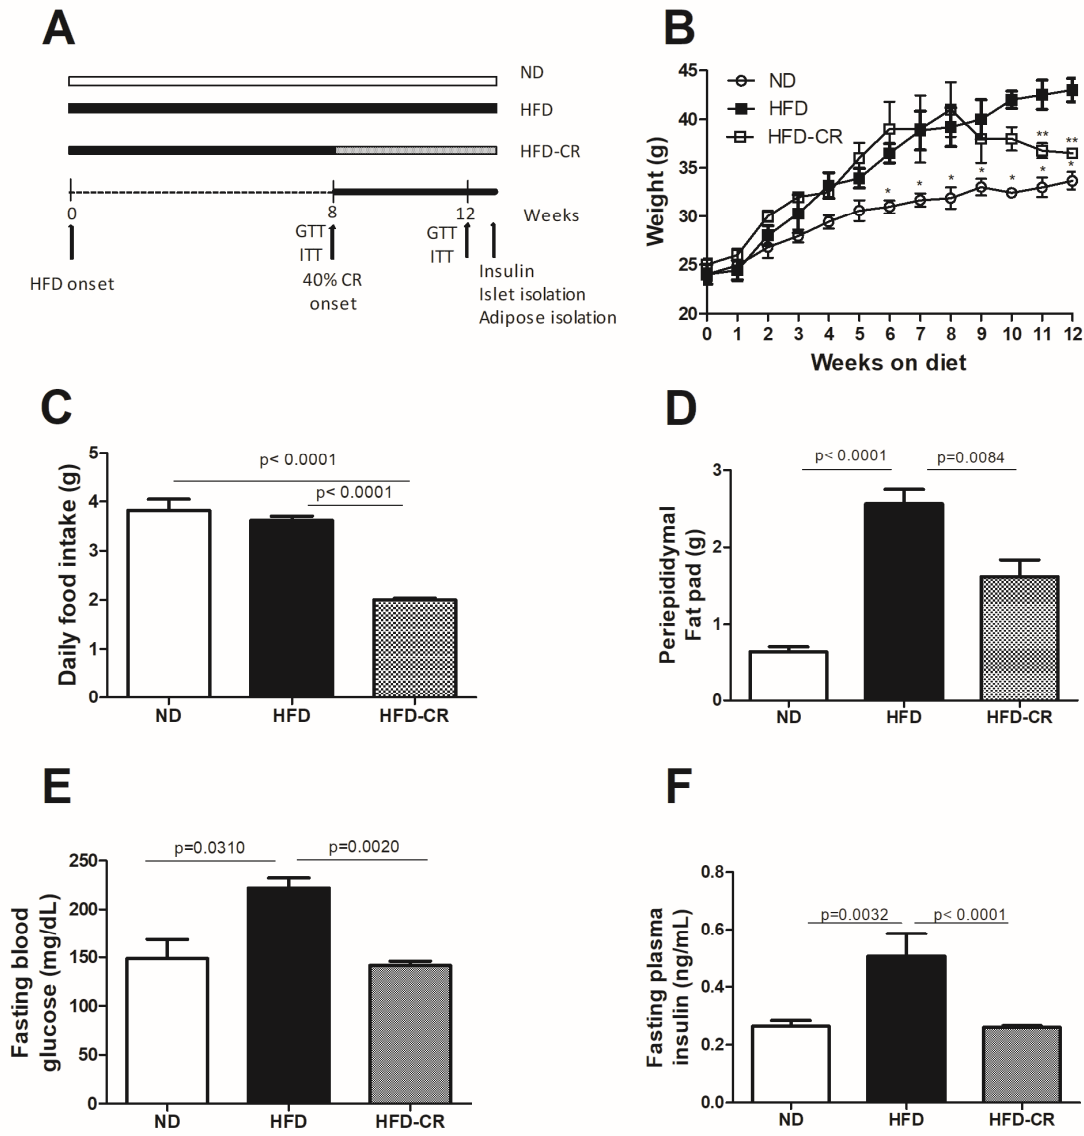 A
ND
HFD
HFD-CR
0 8 12 Weeks
GTT
ITT
GTT
ITT
HFD onset
40% CR
onset
Insulin
Islet isolation
Adipose isolation
B
45
40
35
30
25
20
Weight (g)
ND
HFD
HFD-CR
** **
* * * * * * *
0 1 2 3 4 5 6 7 8 9 10 11 12
Weeks on diet
C
Daily food intake (g)
5
4
3
2
1
0
p< 0.0001
p< 0.0001
ND HFD HFD-CR
D
Periepididymal
Fat pad (g)
3
2
1
0
p< 0.0001 p=0.0084
ND HFD HFD-CR
E
Fasting blood
glucose (mg/dL)
250
200
150
100
50
0
p=0.0310 p=0.0020
ND HFD HFD-CR
F
Fasting plasma
insulin (ng/mL)
0.8
0.6
0.4
0.2
0.0
p=0.0032 p< 0.0001
ND HFD HFD-CR